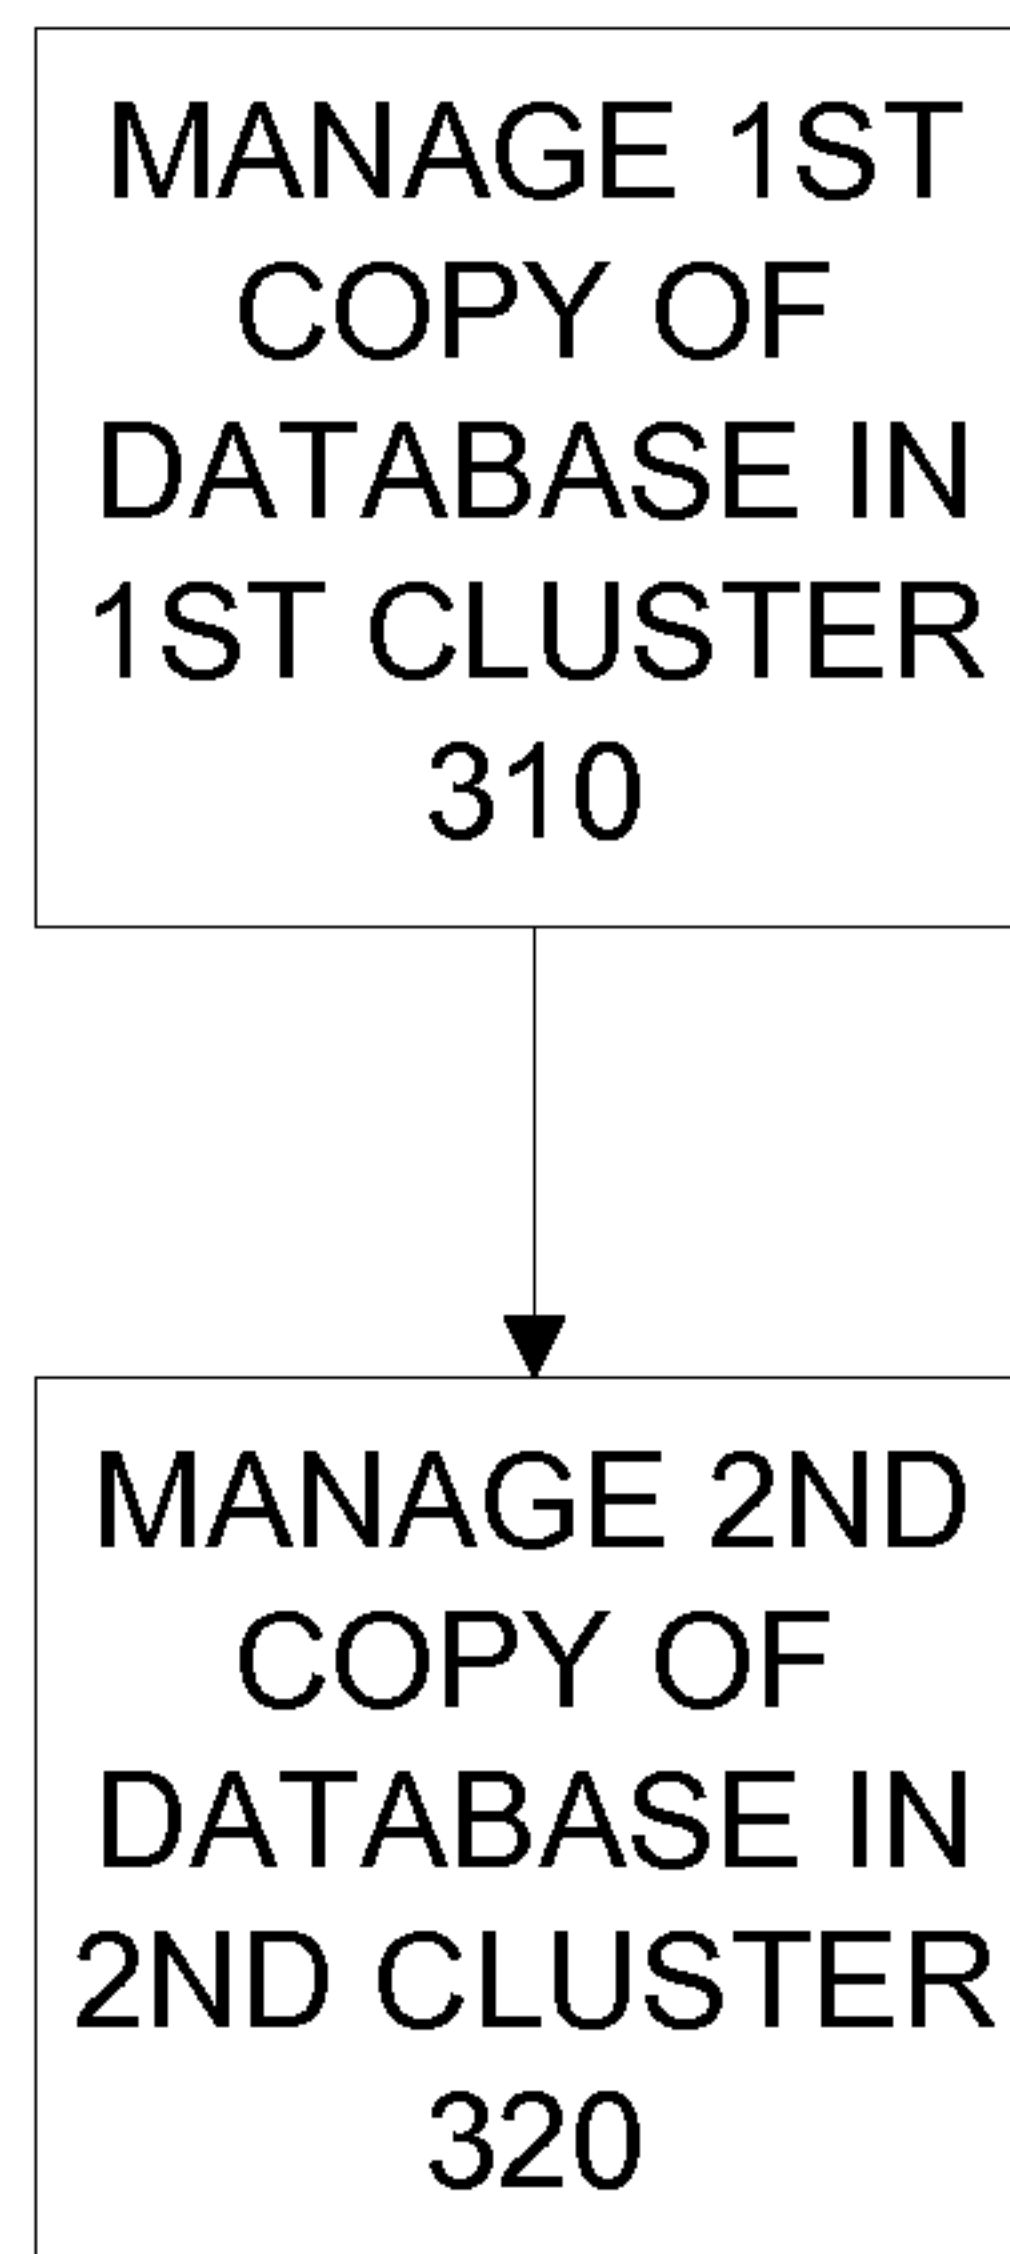 MANAGE 1ST
COPY OF
DATABASE IN
1ST CLUSTER
310
MANAGE 2ND
COPY OF
DATABASE IN
2ND CLUSTER
320